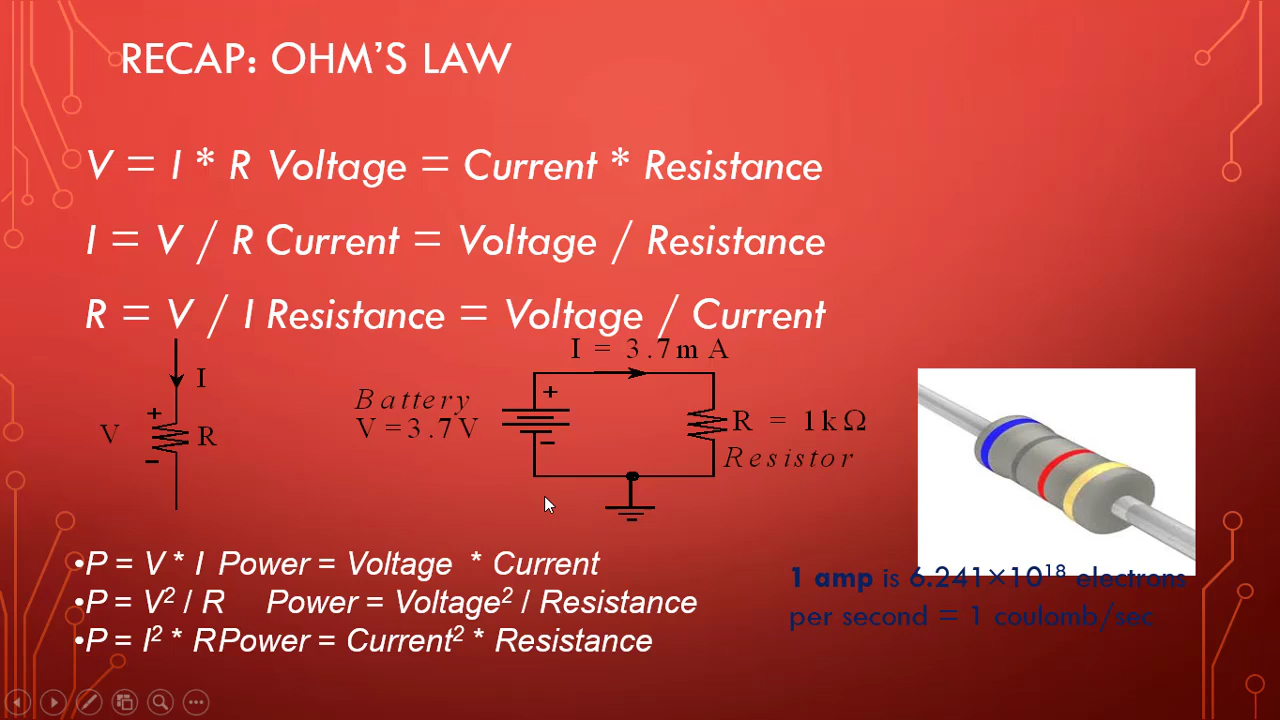 RECAP: OHM'S LAW
V = I * R Voltage = Current * Resistance
I = V / R Current = Voltage / Resistance
R = V / I Resistance = Voltage / Current
I = 3.7m A
I
Battery
V=3.7V
+
-
R = 1kΩ
Resistor
V
+
-
R
•P = V * I Power = Voltage * Current
•P = V² / R Power = Voltage² / Resistance
•P = I² * RPower = Current² * Resistance
1 amp is 6.241×10¹⁸ electrons
per second = 1 coulomb/sec